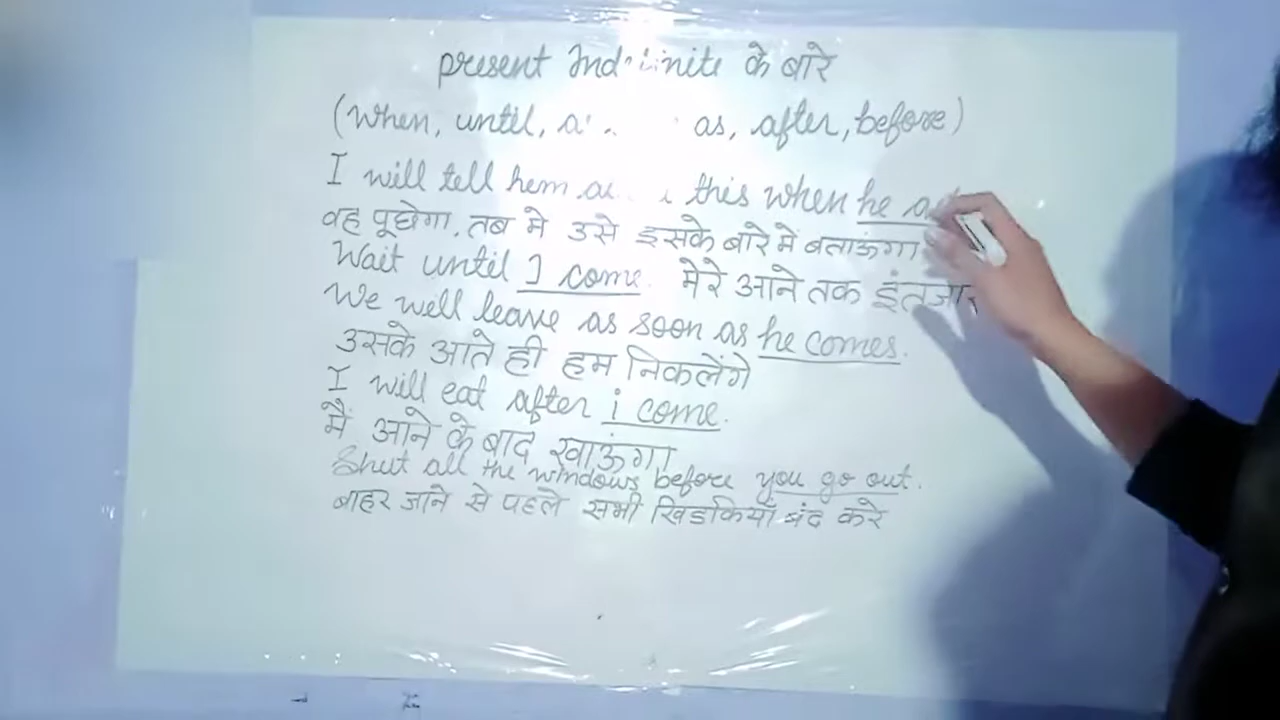 present के बारे
(when, until, as, after, before)
I will tell hem this when he
वह पूछेगा, तब मे उसे इसके बारे में बताऊंगा
Wait until I come. मेरे आने तक इंतजार
We well leave as soon as he comes.
उसके आते ही हम निकलेंगे
I will eat after i come.
मैं आने के बाद खाऊंगा
Shut all the windows before you go out.
बाहर जाने से पहले सभी खिडकियाँ बंद करे